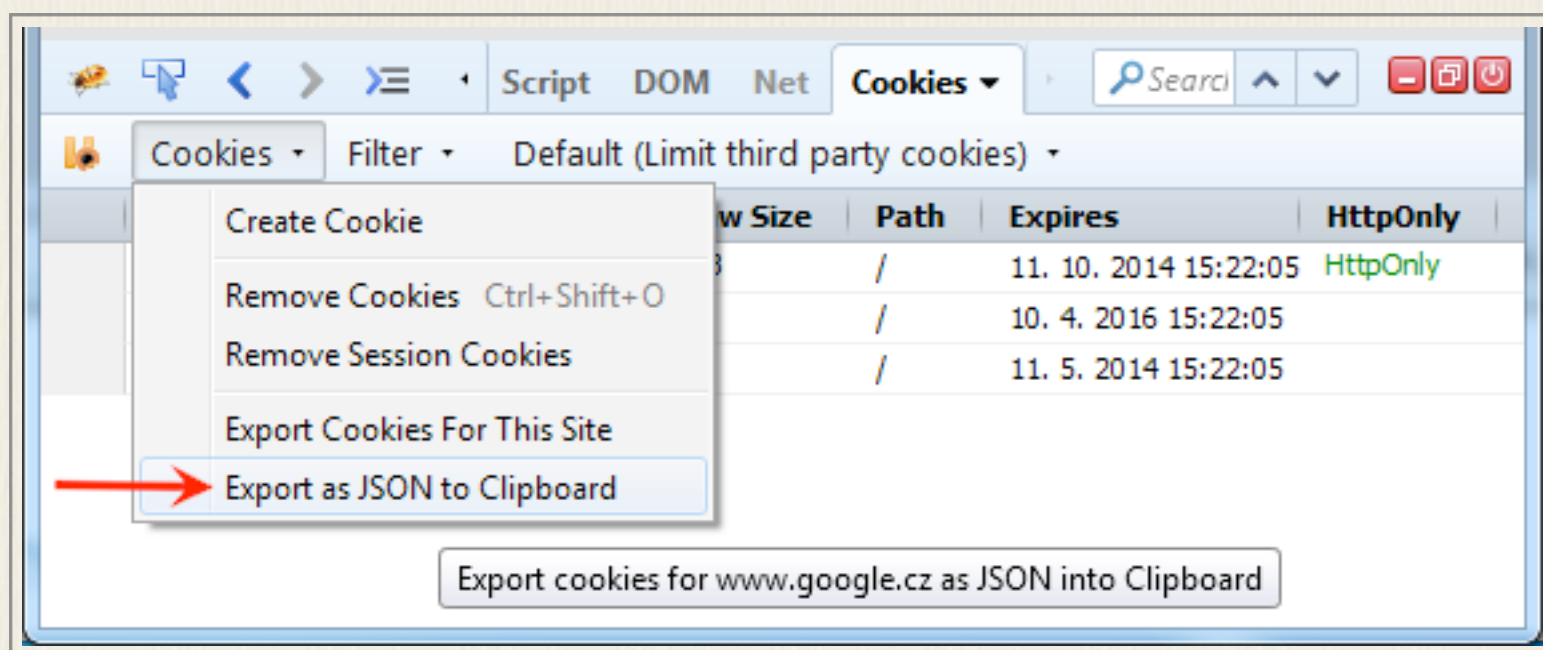 Script DOM Net Cookies Searc
Cookies Filter Default (Limit third party cookies)
w Size Path Expires HttpOnly
Create Cookie
/ 11. 10. 2014 15:22:05 HttpOnly
Remove Cookies Ctrl+Shift+O
/ 10. 4. 2016 15:22:05
Remove Session Cookies
/ 11. 5. 2014 15:22:05
Export Cookies For This Site
Export as JSON to Clipboard
Export cookies for www.google.cz as JSON into Clipboard